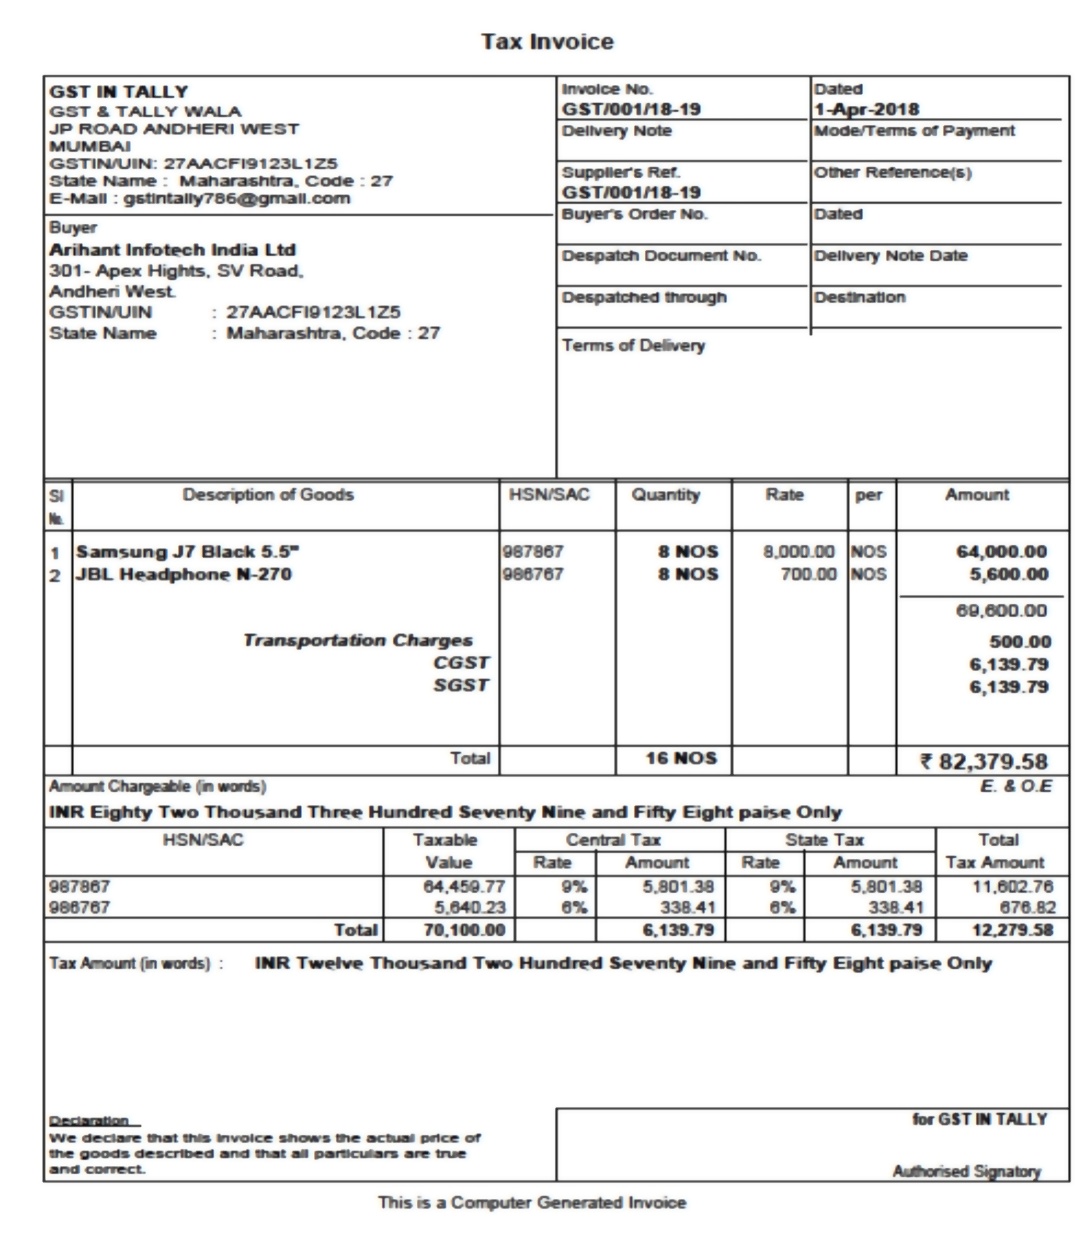 Tax Invoice
GST IN TALLY
GST & TALLY WALA
JP ROAD ANDHERI WEST
MUMBAI
GSTIN/UIN: 27AACFI9123L1Z5
State Name : Maharashtra, Code : 27
E-Mail : gstintally786@gmail.com
Buyer
Arihant Infotech India Ltd
301- Apex Hights, SV Road,
Andheri West.
GSTIN/UIN : 27AACFI9123L1Z5
State Name : Maharashtra, Code : 27
Invoice No. Dated
GST/001/18-19 1-Apr-2018
Delivery Note Mode/Terms of Payment
Supplier's Ref. Other Reference(s)
GST/001/18-19
Buyer's Order No. Dated
Despatch Document No. Delivery Note Date
Despatched through Destination
Terms of Delivery
Sl Description of Goods HSN/SAC Quantity Rate per Amount
No.
1 Samsung J7 Black 5.5" 987867 8 NOS 8,000.00 NOS 64,000.00
2 JBL Headphone N-270 986767 8 NOS 700.00 NOS 5,600.00
69,600.00
Transportation Charges 500.00
CGST 6,139.79
SGST 6,139.79
Total 16 NOS ₹ 82,379.58
Amount Chargeable (in words) E. & O.E
INR Eighty Two Thousand Three Hundred Seventy Nine and Fifty Eight paise Only
HSN/SAC Taxable Central Tax State Tax Total
Value Rate Amount Rate Amount Tax Amount
987867 64,459.77 9% 5,801.38 9% 5,801.38 11,602.76
986767 5,640.23 6% 338.41 6% 338.41 676.82
Total 70,100.00 6,139.79 6,139.79 12,279.58
Tax Amount (in words) : INR Twelve Thousand Two Hundred Seventy Nine and Fifty Eight paise Only
Declaration
We declare that this invoice shows the actual price of
the goods described and that all particulars are true
and correct.
for GST IN TALLY
Authorised Signatory
This is a Computer Generated Invoice